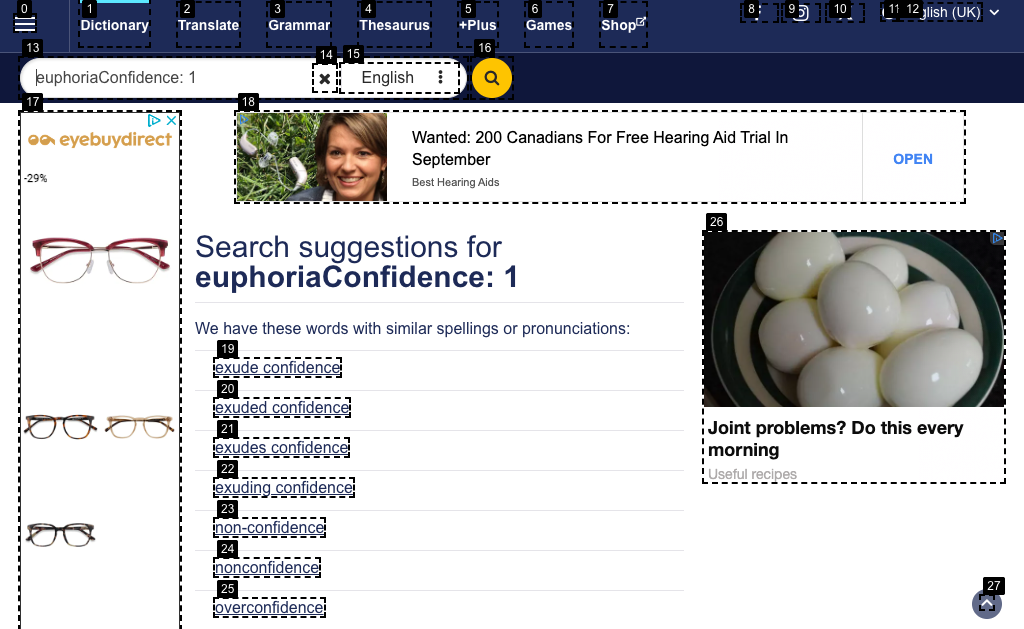 0 1 2 3 4 5 6 7 8 9 10 11 12
Dictionary Translate Grammar Thesaurus +Plus Games Shop
glish (UK)
13 14 15 16
euphoriaConfidence: 1 English
17 18
eyebuydirect
-29%
Wanted: 200 Canadians For Free Hearing Aid Trial In
September
Best Hearing Aids
OPEN
Search suggestions for
euphoriaConfidence: 1
We have these words with similar spellings or pronunciations:
19
exude confidence
20
exuded confidence
21
exudes confidence
22
exuding confidence
23
non-confidence
24
nonconfidence
25
overconfidence
26
Joint problems? Do this every
morning
Useful recipes
27